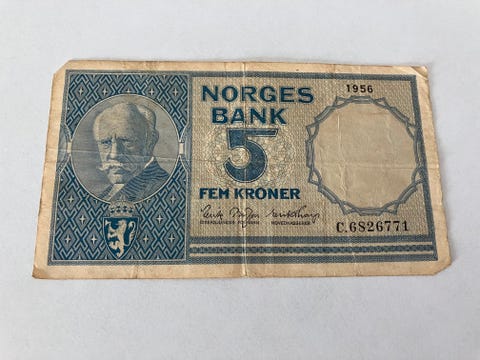 1956
NORGES
BANK
5
FEM KRONER
C.6826771